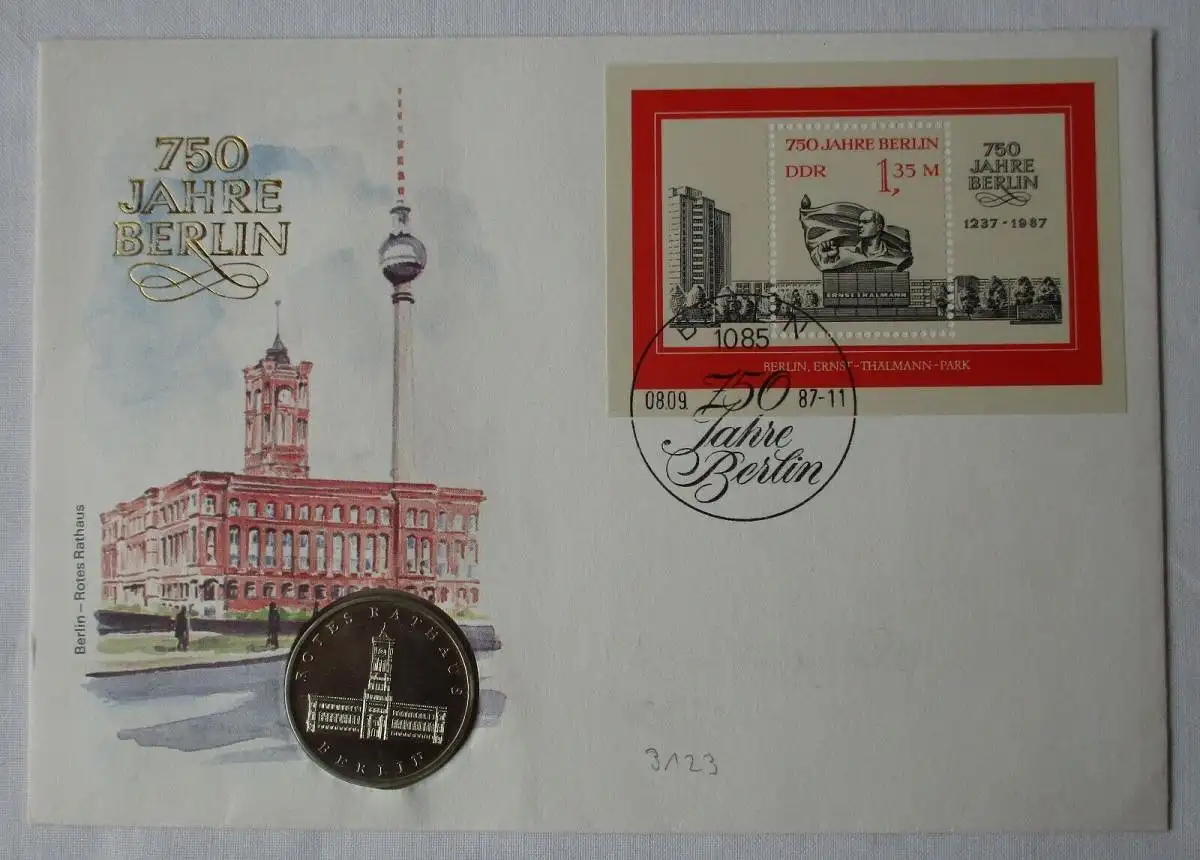 750
JAHRE
BERLIN
Berlin – Rotes Rathaus
ROTES RATHAUS
BERLIN
750 JAHRE BERLIN
DDR 1,35 M
ERNST THÄLMANN
750
JAHRE
BERLIN
1237 - 1987
BERLIN, ERNST-THÄLMANN-PARK
BERLIN
1085
08.09. 750 87-11
Jahre
Berlin
3123